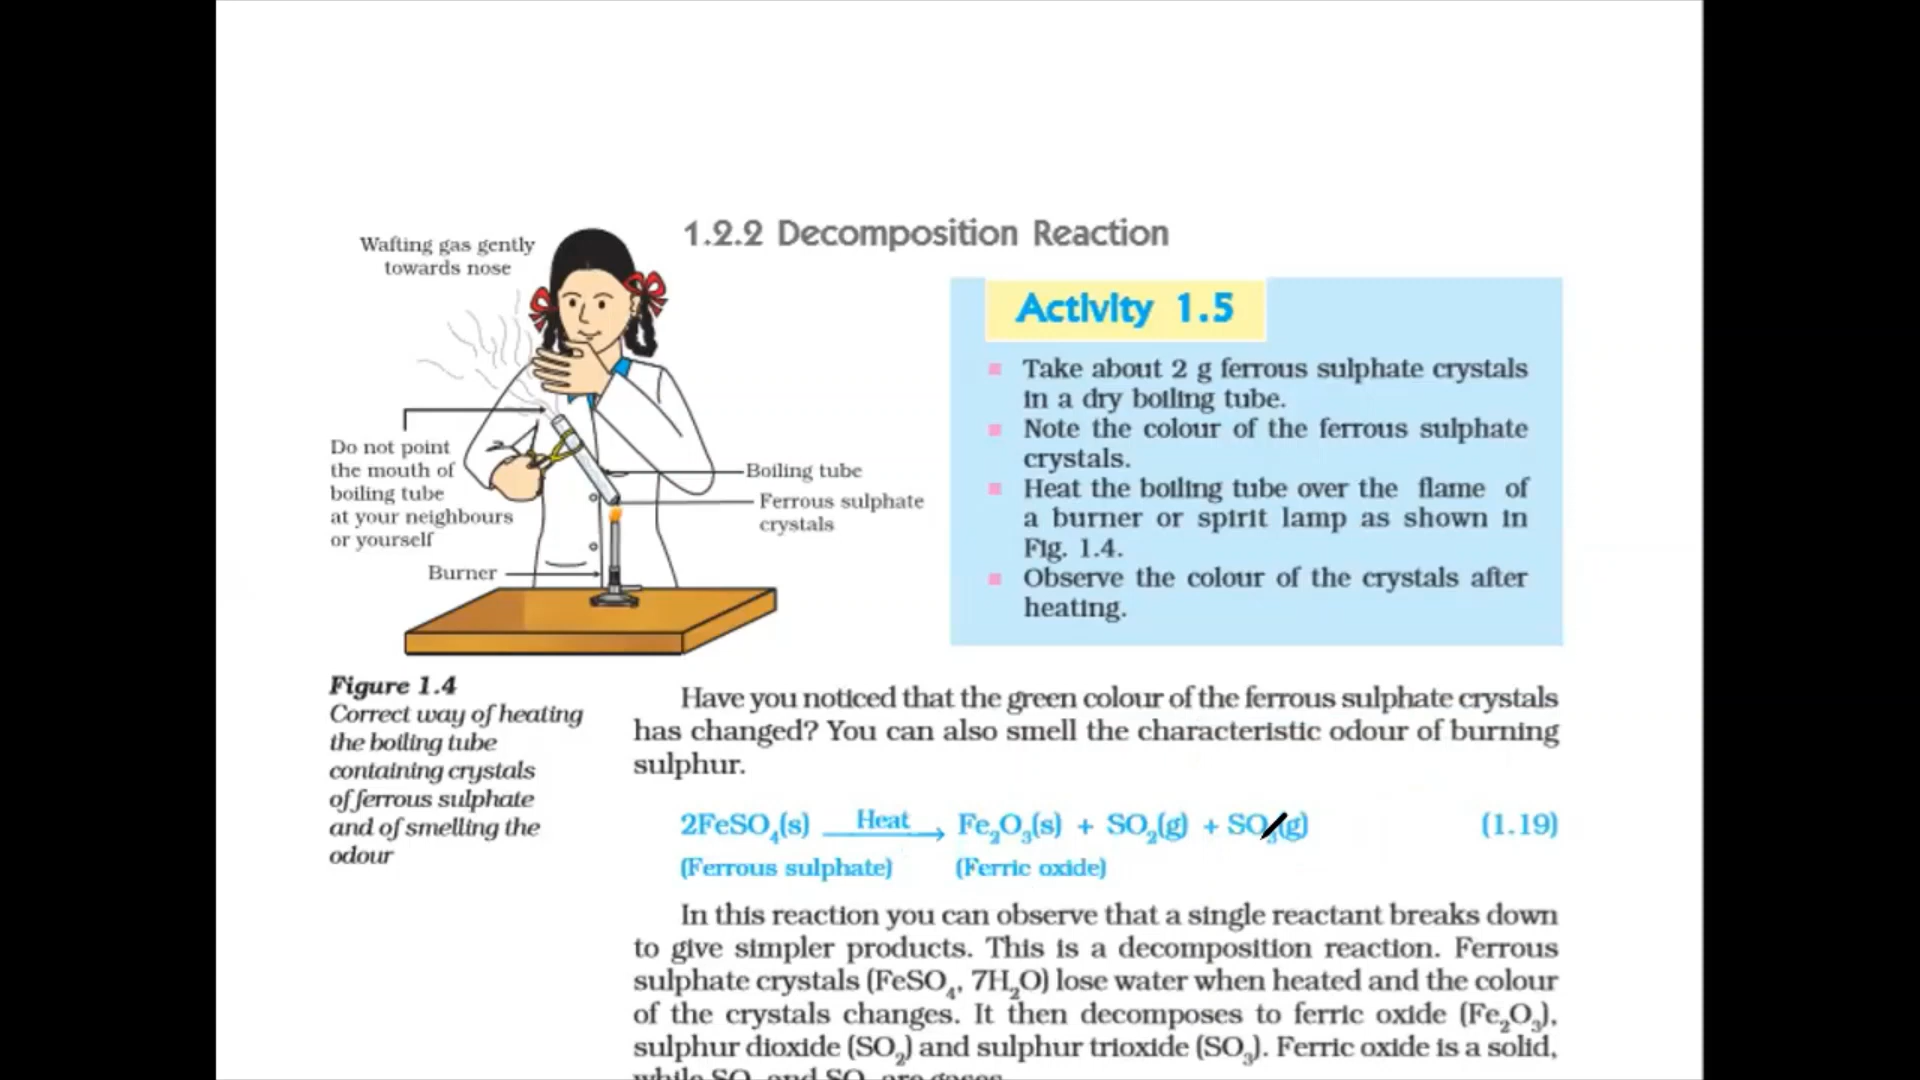 1.2.2 Decomposition Reaction
Wafting gas gently
towards nose
Do not point
the mouth of
boiling tube
at your neighbours
or yourself
Boiling tube
Ferrous sulphate
crystals
Burner
Figure 1.4
Correct way of heating
the boiling tube
containing crystals
of ferrous sulphate
and of smelling the
odour
Activity 1.5
Take about 2 g ferrous sulphate crystals
in a dry boiling tube.
Note the colour of the ferrous sulphate
crystals.
Heat the boiling tube over the flame of
a burner or spirit lamp as shown in
Fig. 1.4.
Observe the colour of the crystals after
heating.
Have you noticed that the green colour of the ferrous sulphate crystals
has changed? You can also smell the characteristic odour of burning
sulphur.
2FeSO₄(s) Heat → Fe₂O₃(s) + SO₂(g) + SO₃(g) (1.19)
(Ferrous sulphate) (Ferric oxide)
In this reaction you can observe that a single reactant breaks down
to give simpler products. This is a decomposition reaction. Ferrous
sulphate crystals (FeSO₄, 7H₂O) lose water when heated and the colour
of the crystals changes. It then decomposes to ferric oxide (Fe₂O₃),
sulphur dioxide (SO₂) and sulphur trioxide (SO₃). Ferric oxide is a solid,